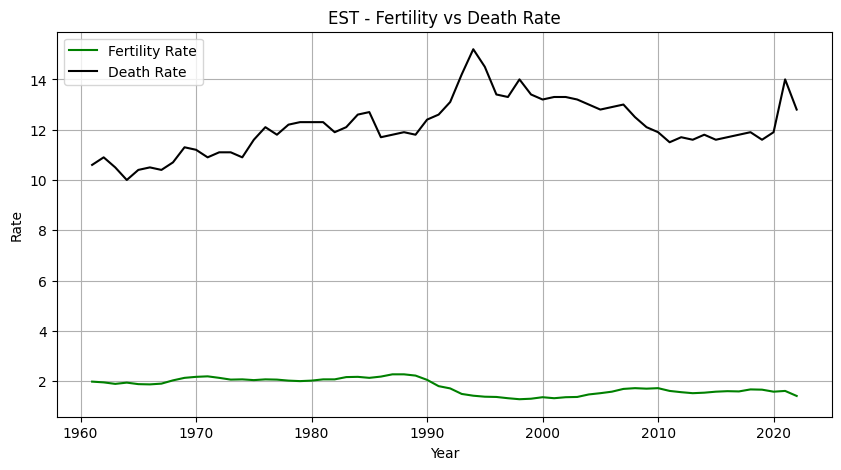 EST - Fertility vs Death Rate
Fertility Rate
Death Rate
14
12
10
8
6
4
2
Rate
1960 1970 1980 1990 2000 2010 2020
Year